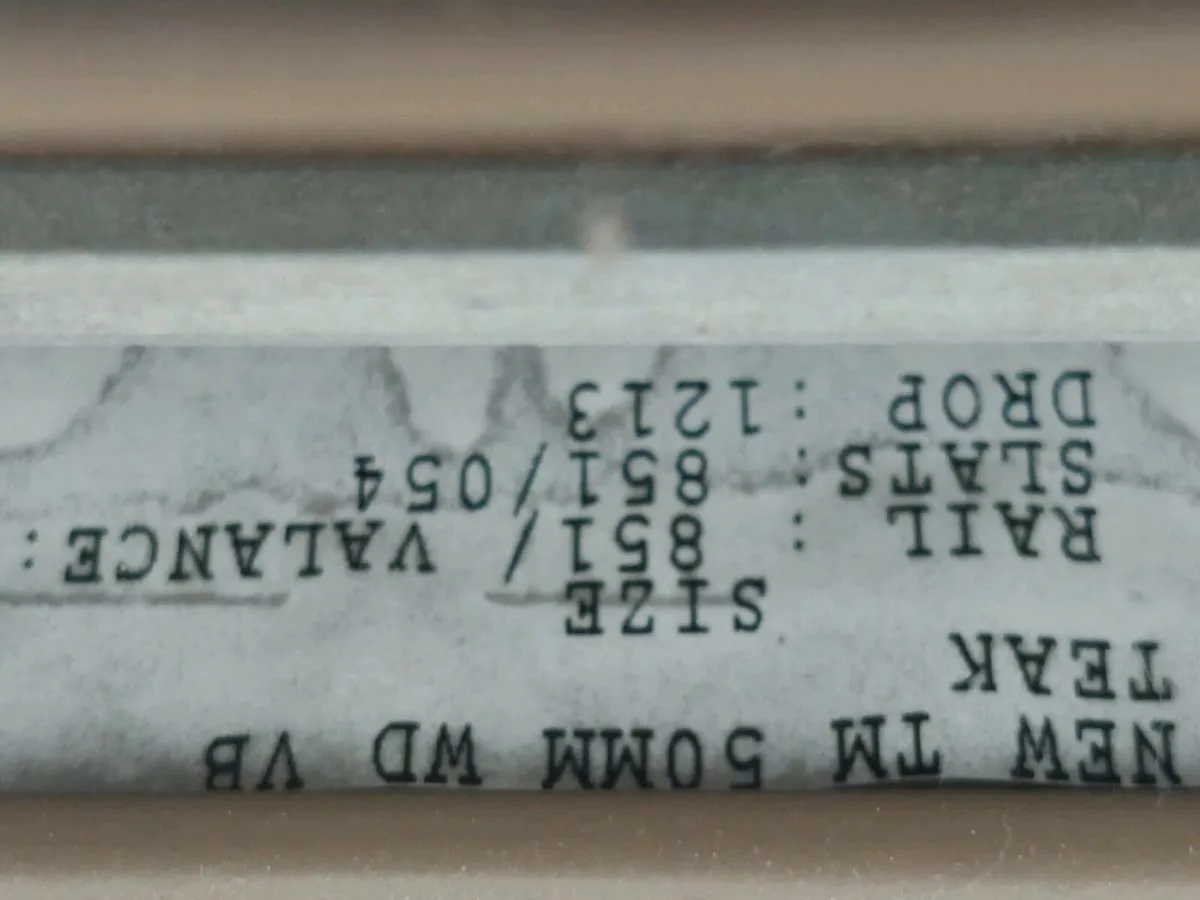 NEW TM 50MM WD VB
TEAK
SIZE
RAIL : 851/ VALANCE:
SLATS : 851/054
DROP : 1213